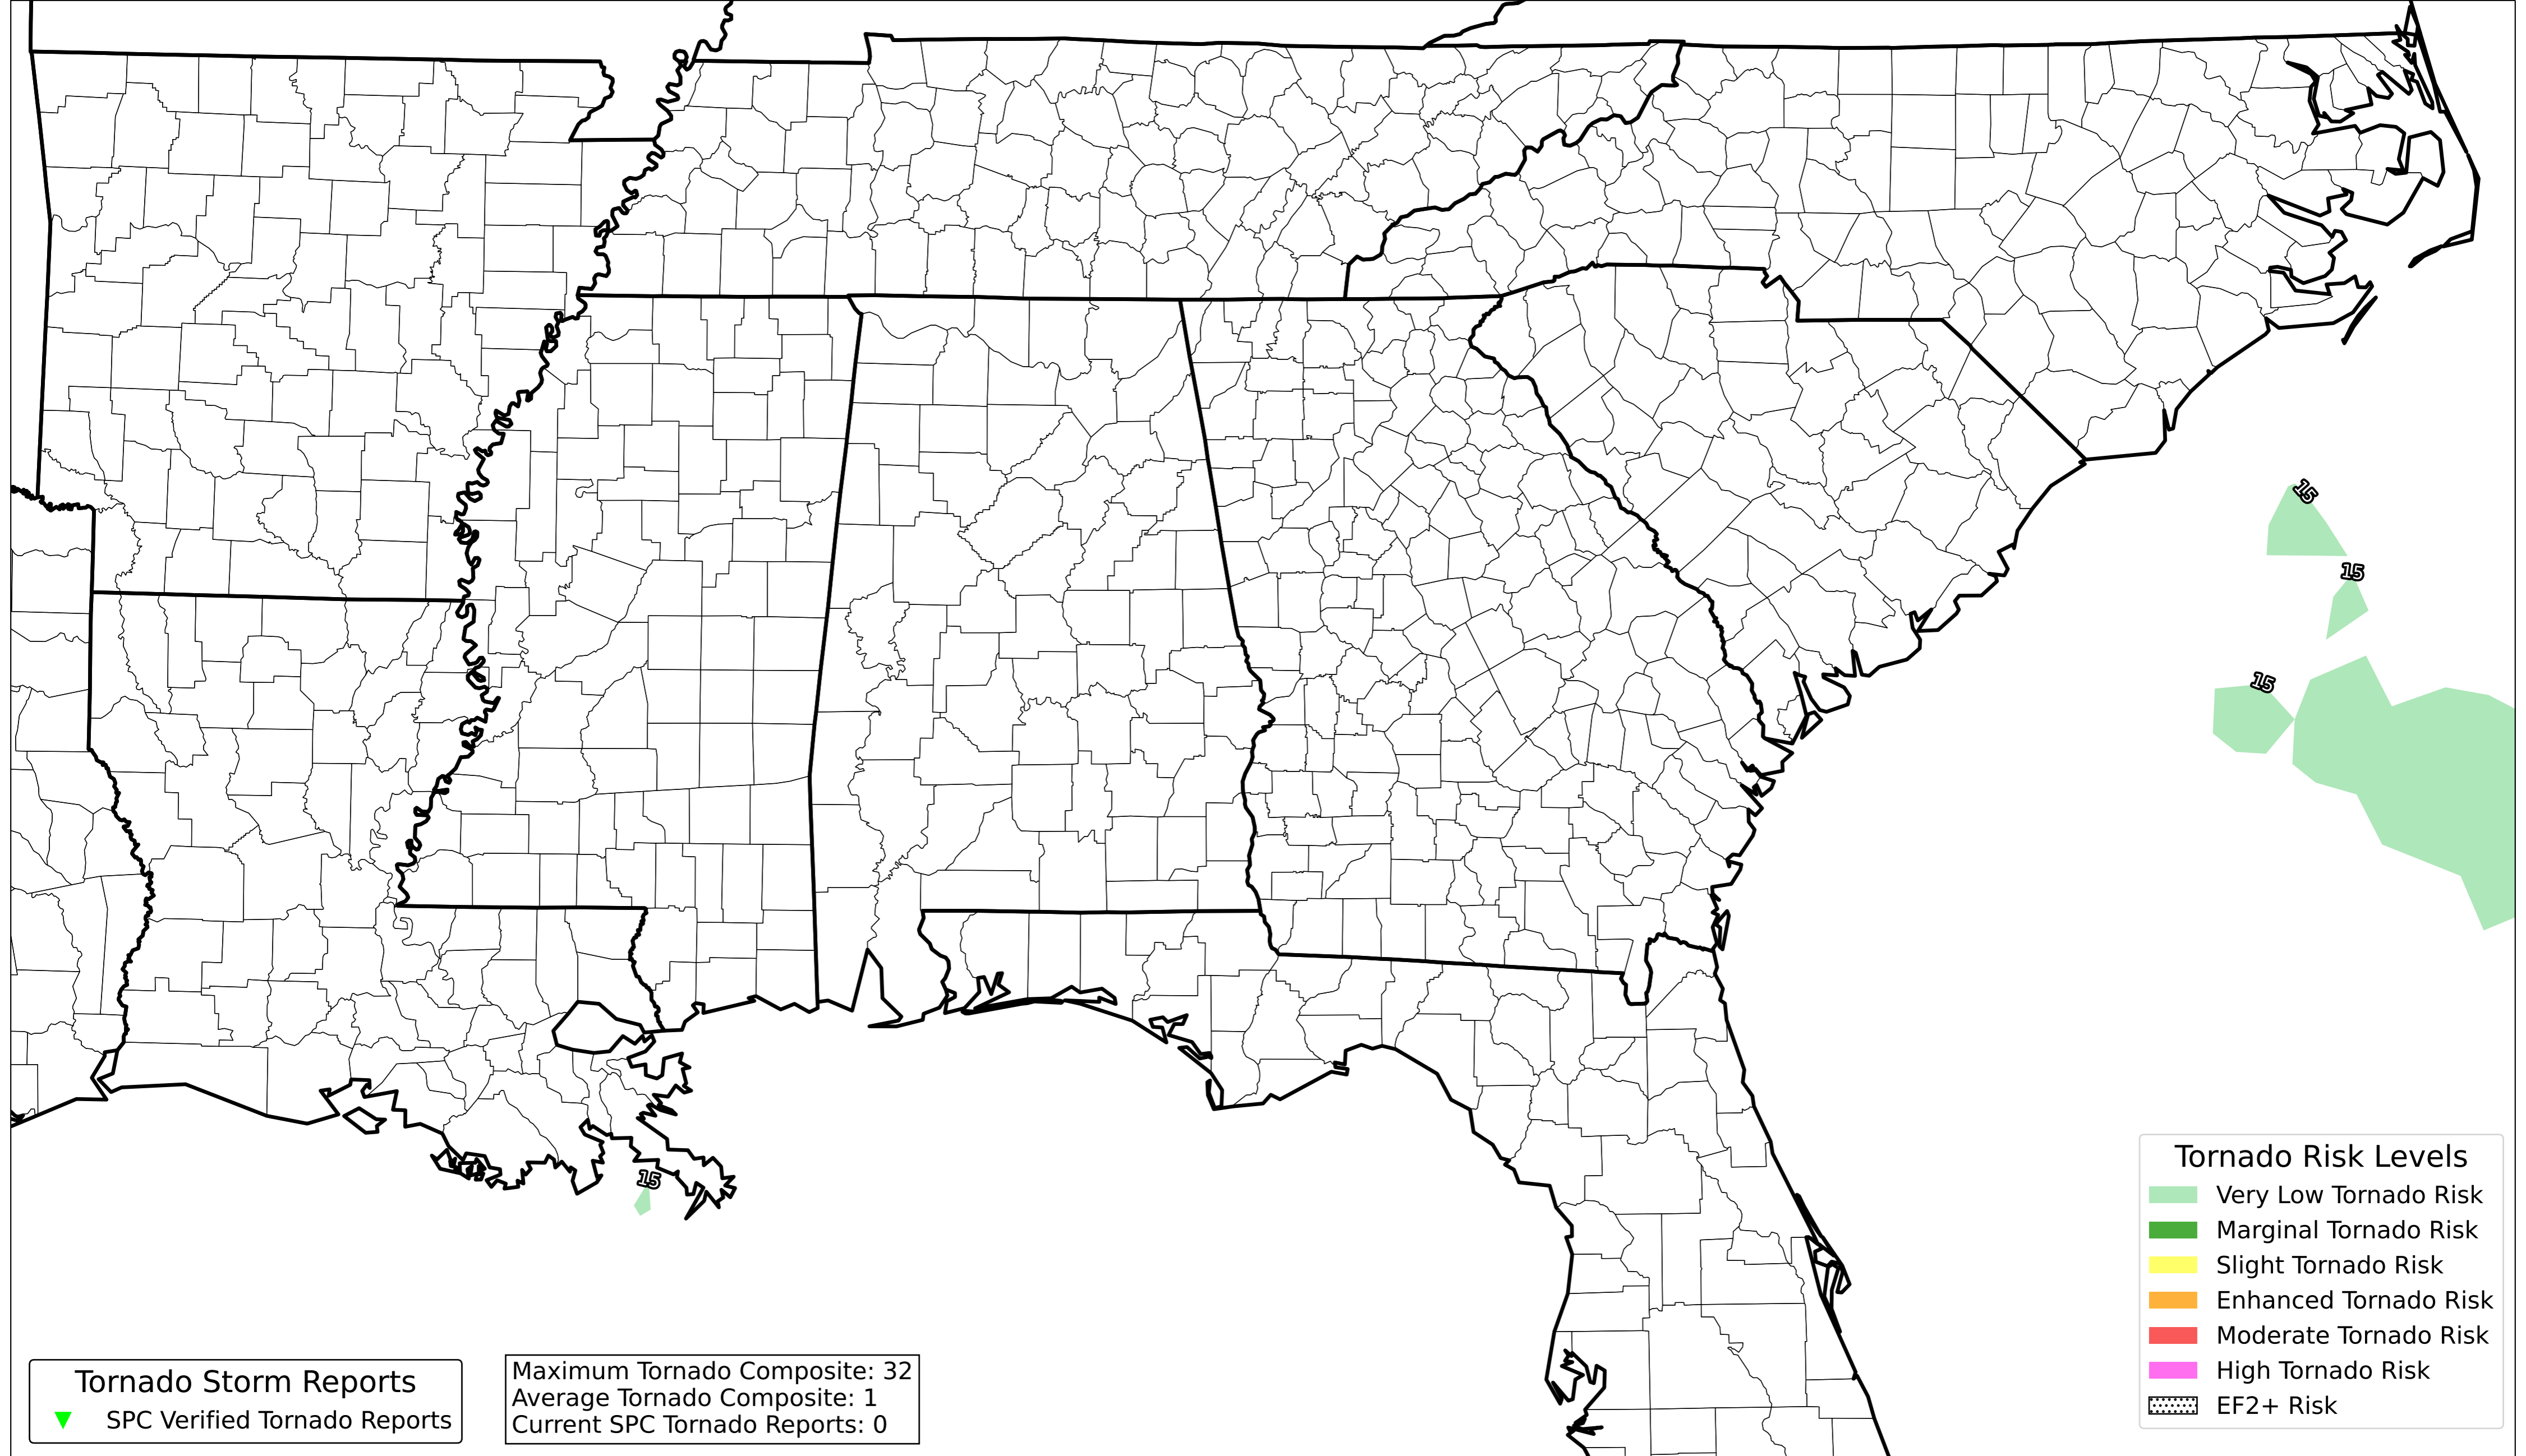 15
15
15
15
Tornado Risk Levels
Very Low Tornado Risk
Marginal Tornado Risk
Slight Tornado Risk
Enhanced Tornado Risk
Moderate Tornado Risk
High Tornado Risk
EF2+ Risk
Tornado Storm Reports
SPC Verified Tornado Reports
Maximum Tornado Composite: 32
Average Tornado Composite: 1
Current SPC Tornado Reports: 0